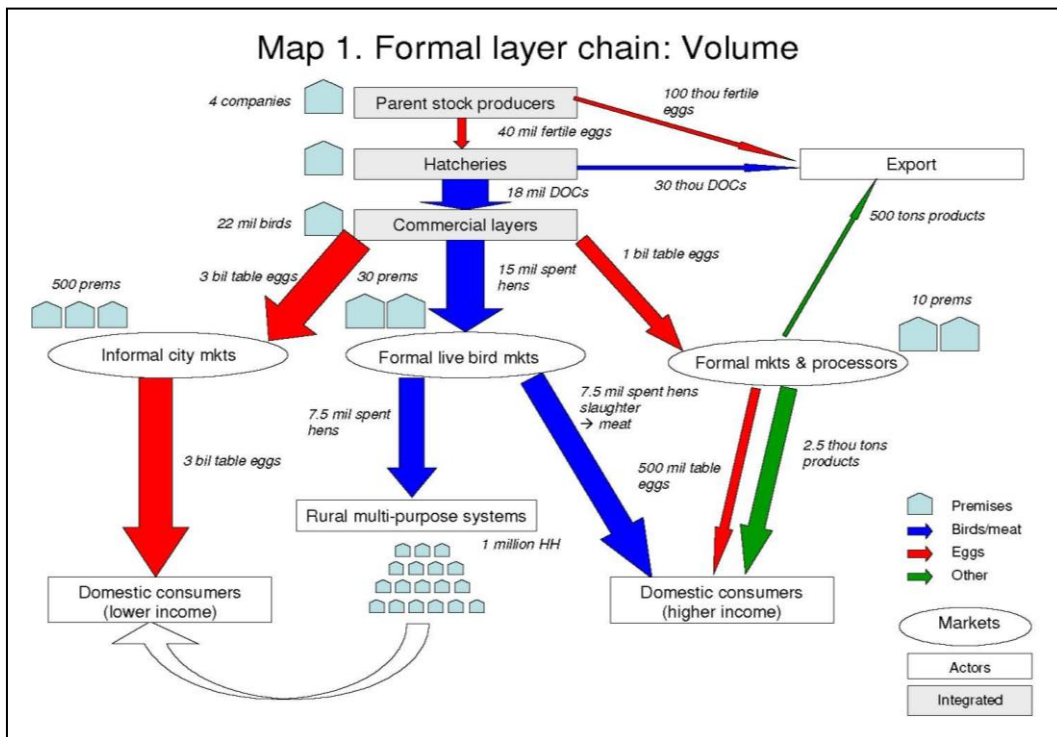 Map 1. Formal layer chain: Volume
4 companies
Parent stock producers
100 thou fertile
eggs
40 mil fertile eggs
Hatcheries
Export
18 mil DOCs
30 thou DOCs
22 mil birds
Commercial layers
500 tons products
500 prems
3 bil table eggs
30 prems
15 mil spent
hens
1 bil table eggs
10 prems
Informal city mkts
Formal live bird mkts
Formal mkts & processors
7.5 mil spent
hens
7.5 mil spent hens
slaughter
→ meat
3 bil table eggs
500 mil table
eggs
2.5 thou tons
products
Rural multi-purpose systems
1 million HH
Domestic consumers
(lower income)
Domestic consumers
(higher income)
Premises
Birds/meat
Eggs
Other
Markets
Actors
Integrated